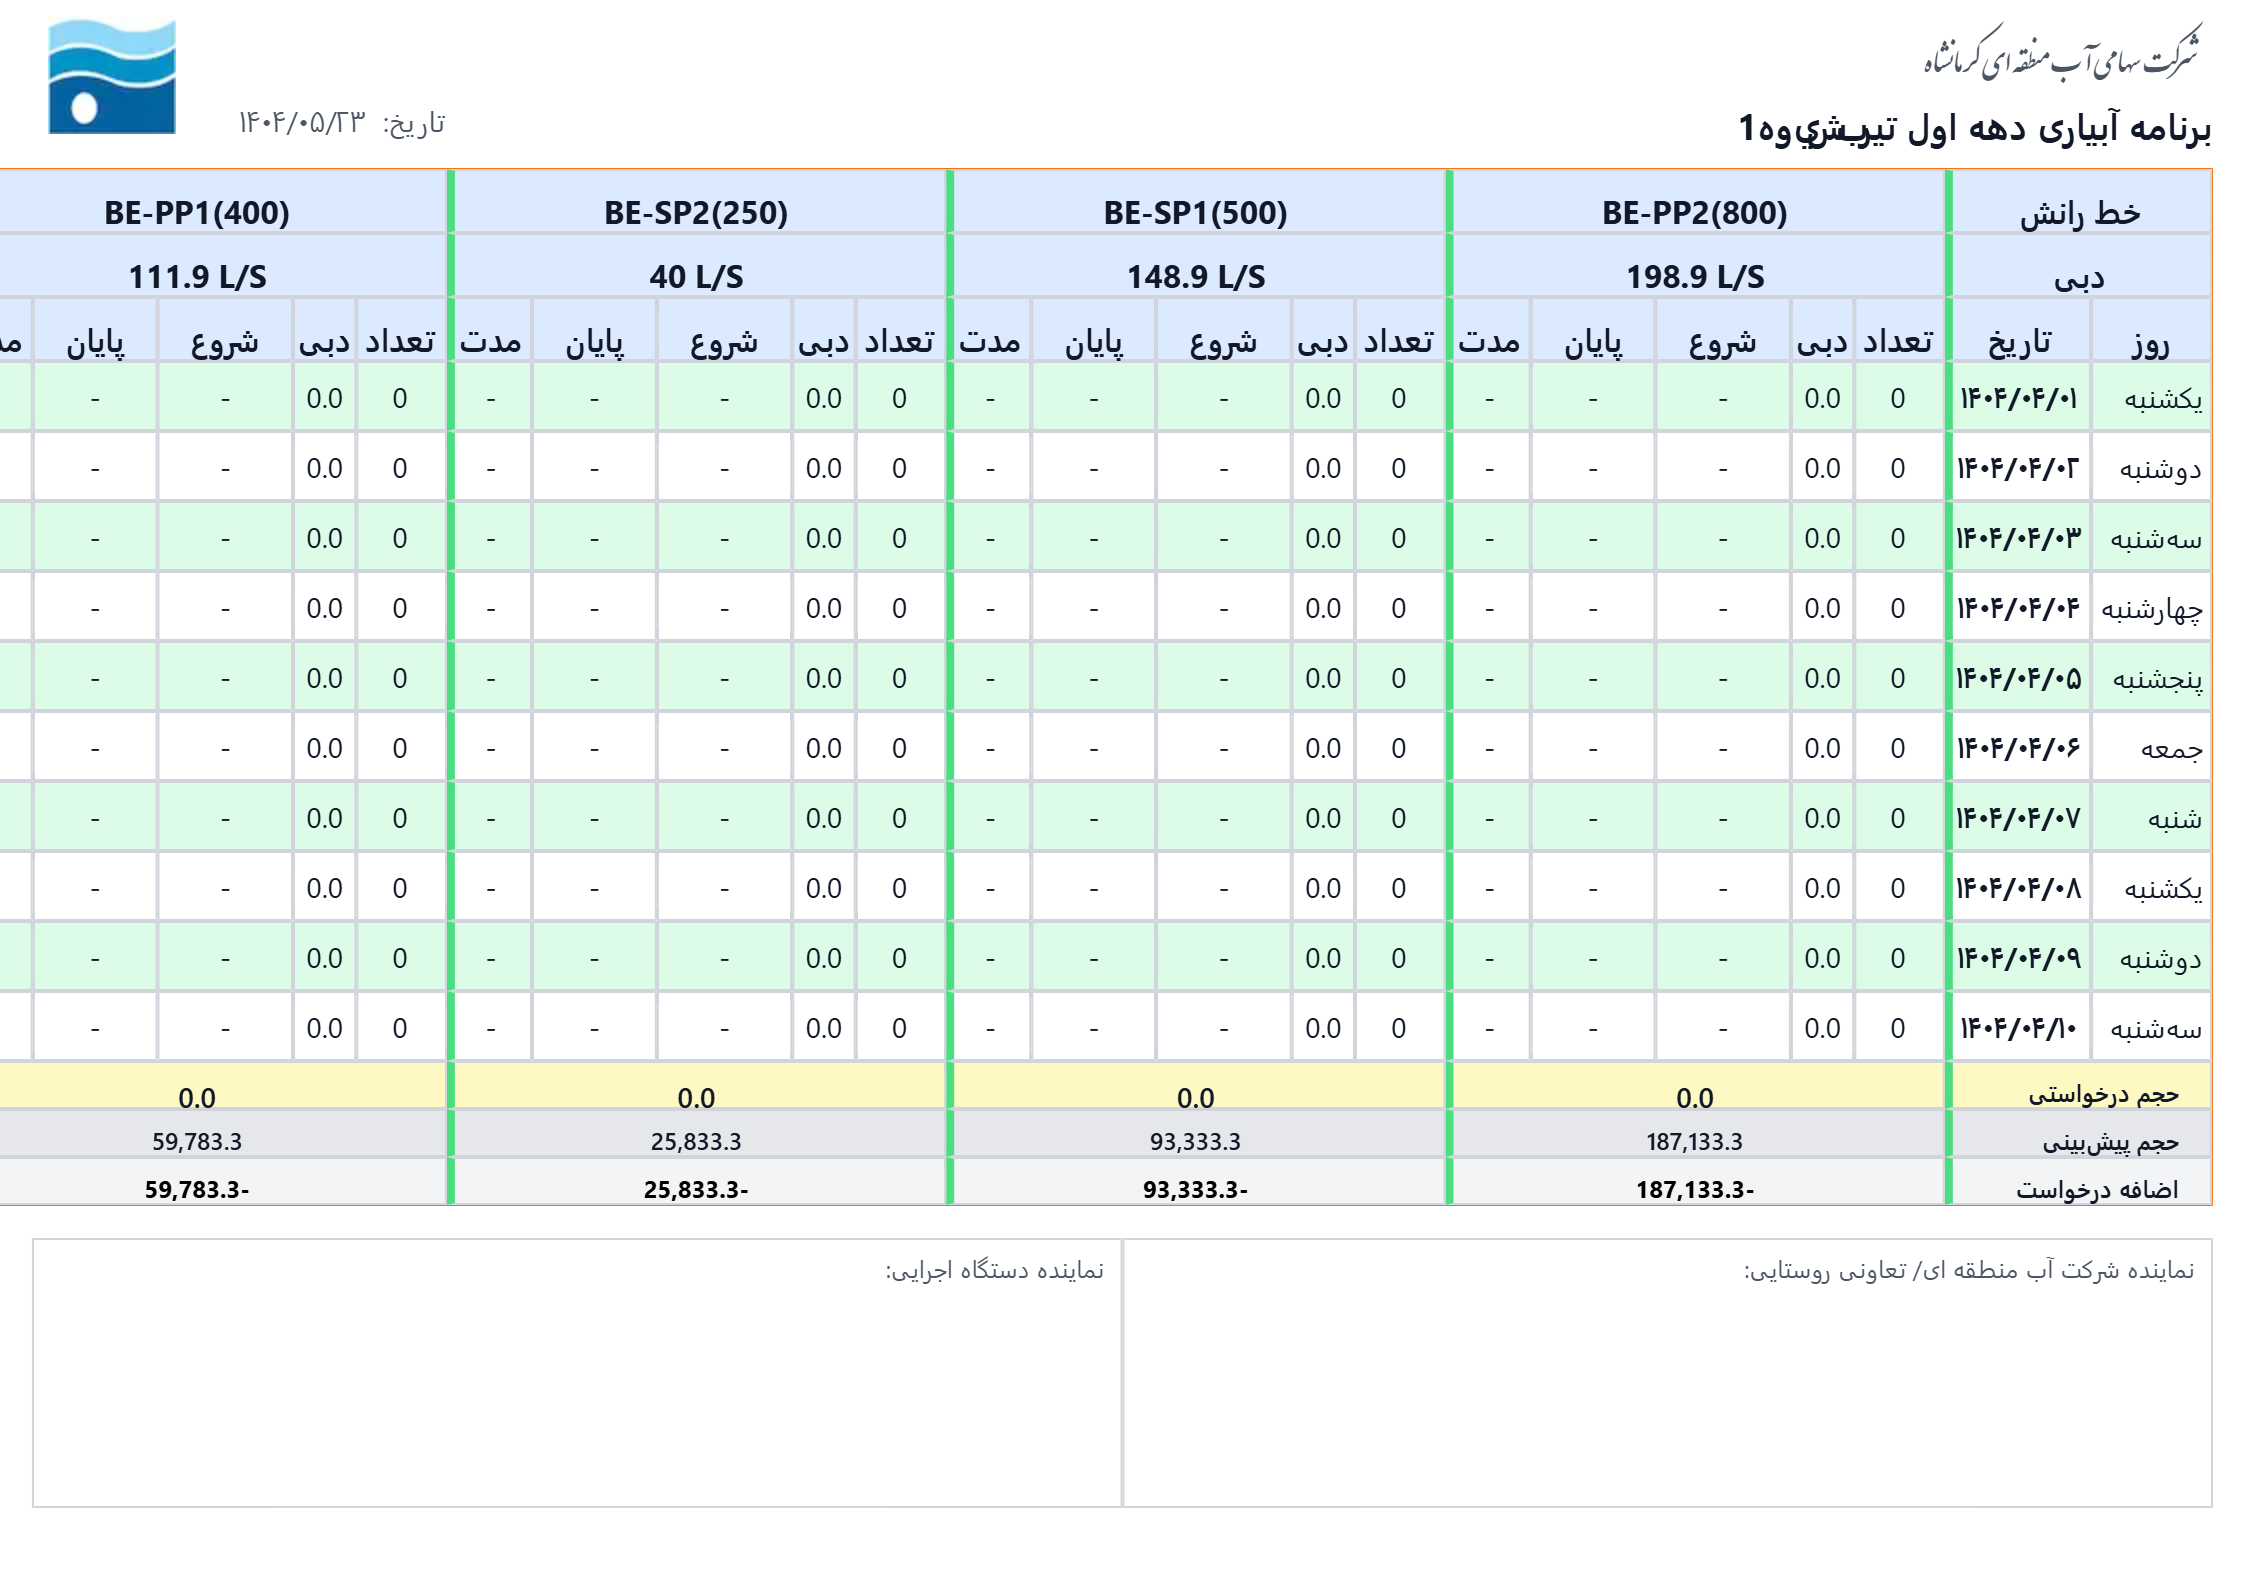 شرکت سهامی آب منطقه ای کرمانشاه
برنامه آبیاری دهه اول تیر
تاریخ: ۱۴۰۴/۰۵/۲۳
خط رانش BE-PP2(800) BE-SP1(500) BE-SP2(250) BE-PP1(400)
دبی 198.9 L/S 148.9 L/S 40 L/S 111.9 L/S
روز تاریخ تعداد دبی شروع پایان مدت تعداد دبی شروع پایان مدت تعداد دبی شروع پایان مدت تعداد دبی شروع پایان
یکشنبه ۱۴۰۴/۰۴/۰۱ 0 0.0 - - - 0 0.0 - - - 0 0.0 - - - 0 0.0 - -
دوشنبه ۱۴۰۴/۰۴/۰۲ 0 0.0 - - - 0 0.0 - - - 0 0.0 - - - 0 0.0 - -
سه‌شنبه ۱۴۰۴/۰۴/۰۳ 0 0.0 - - - 0 0.0 - - - 0 0.0 - - - 0 0.0 - -
چهارشنبه ۱۴۰۴/۰۴/۰۴ 0 0.0 - - - 0 0.0 - - - 0 0.0 - - - 0 0.0 - -
پنجشنبه ۱۴۰۴/۰۴/۰۵ 0 0.0 - - - 0 0.0 - - - 0 0.0 - - - 0 0.0 - -
جمعه ۱۴۰۴/۰۴/۰۶ 0 0.0 - - - 0 0.0 - - - 0 0.0 - - - 0 0.0 - -
شنبه ۱۴۰۴/۰۴/۰۷ 0 0.0 - - - 0 0.0 - - - 0 0.0 - - - 0 0.0 - -
یکشنبه ۱۴۰۴/۰۴/۰۸ 0 0.0 - - - 0 0.0 - - - 0 0.0 - - - 0 0.0 - -
دوشنبه ۱۴۰۴/۰۴/۰۹ 0 0.0 - - - 0 0.0 - - - 0 0.0 - - - 0 0.0 - -
سه‌شنبه ۱۴۰۴/۰۴/۱۰ 0 0.0 - - - 0 0.0 - - - 0 0.0 - - - 0 0.0 - -
حجم درخواستی 0.0 0.0 0.0 0.0
حجم پیش‌بینی 187,133.3 93,333.3 25,833.3 59,783.3
اضافه درخواست 187,133.3- 93,333.3- 25,833.3- 59,783.3-
نماینده شرکت آب منطقه ای/ تعاونی روستایی:
نماینده دستگاه اجرایی: